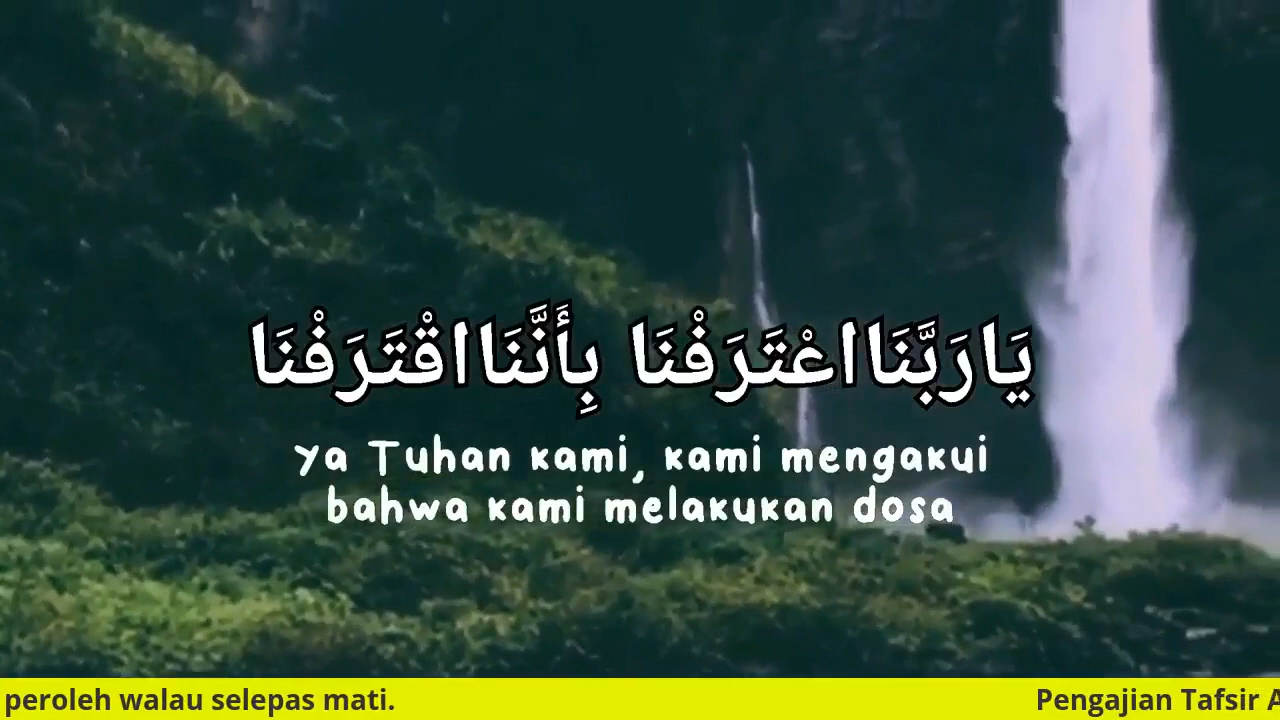 يَارَبَّنَااعْتَرَفْنَا بِأَنَّنَااقْتَرَفْنَا
ya Tuhan kami, kami mengakui
bahwa kami melakukan dosa
peroleh walau selepas mati. Pengajian Tafsir A